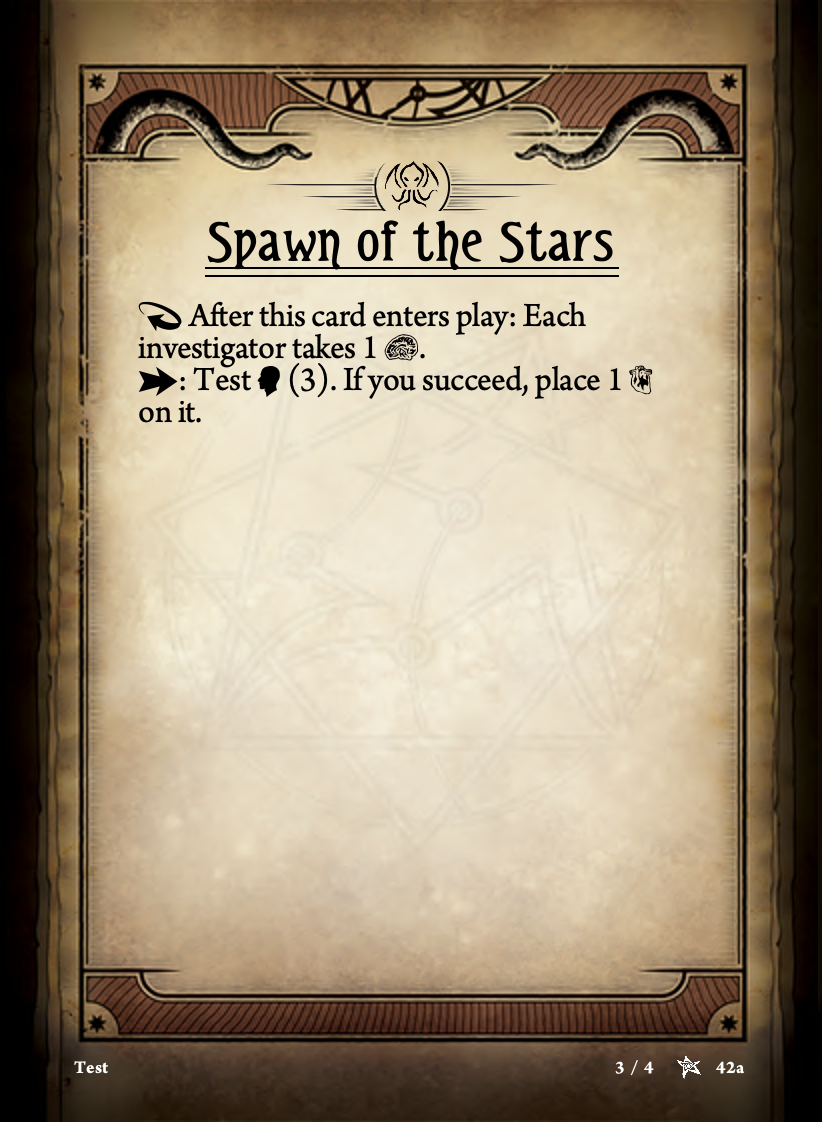 Spawn of the Stars
After this card enters play: Each
investigator takes 1 .
: Test (3). If you succeed, place 1
on it.
Test 3 / 4 42a